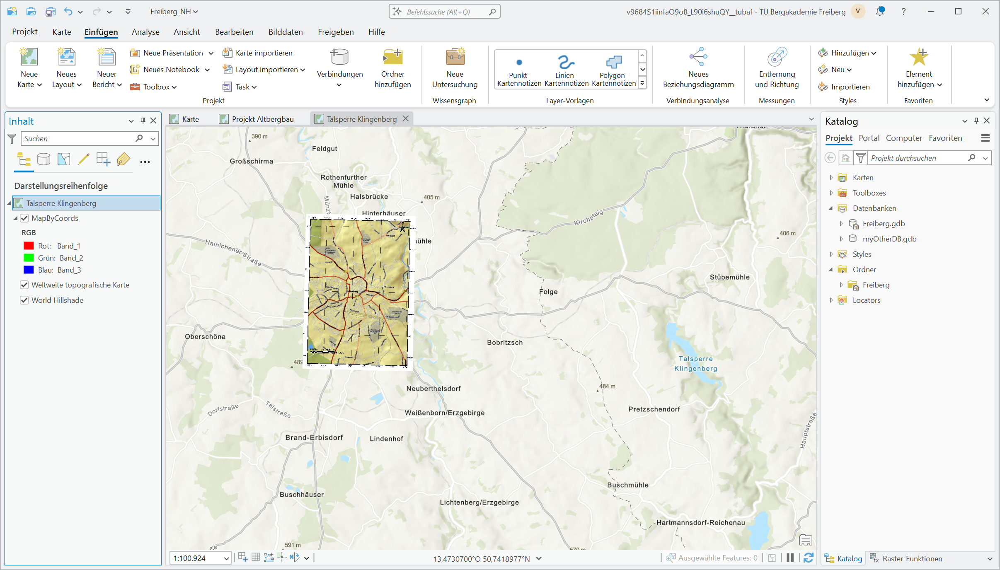 Freiberg_NH
Befehlssuche (Alt+Q)
v9684S1iinfaO9o8_L90i6shuQY__tubaf - TU Bergakademie Freiberg
V
?
Projekt
Karte
Einfügen
Analyse
Ansicht
Bearbeiten
Bilddaten
Freigeben
Hilfe
Neue
Karte
Neues
Layout
Neuer
Bericht
Neue Präsentation
Neues Notebook
Toolbox
Karte importieren
Layout importieren
Task
Verbindungen
Ordner
hinzufügen
Projekt
Neue
Untersuchung
Wissensgraph
Punkt-
Kartennotizen
Linien-
Kartennotizen
Polygon-
Kartennotizen
Layer-Vorlagen
Neues
Beziehungsdiagramm
Verbindungsanalyse
Entfernung
und Richtung
Messungen
Hinzufügen
Neu
Importieren
Styles
Element
hinzufügen
Favoriten
Inhalt
Suchen
Darstellungsreihenfolge
Talsperre Klingenberg
MapByCoords
RGB
Rot: Band_1
Grün: Band_2
Blau: Band_3
Weltweite topografische Karte
World Hillshade
Karte
Projekt Altbergbau
Talsperre Klingenberg
390 m
Feldgut
Großschirma
Rothenfurther
Mühle
Halsbrücke
405 m
Hinterhäuser
Kirchsteig
406 m
Hainichener Straße
Stübemühle
Folge
Oberschöna
Bobritzsch
Talsperre
Klingenberg
484 m
Neuberthelsdorf
Dorfstraße
Talstraße
Weißenborn/Erzgebirge
Pretzschendorf
Hauptstraße
Brand-Erbisdorf
Lindenhof
Buschmühle
Buschhäuser
Lichtenberg/Erzgebirge
Hartmannsdorf-Reichenau
591 m
570 m
1:100.924
13,4730700°O 50,7418977°N
Ausgewählte Features: 0
Katalog
Projekt
Portal
Computer
Favoriten
Projekt durchsuchen
Karten
Toolboxes
Datenbanken
Freiberg.gdb
myOtherDB.gdb
Styles
Ordner
Freiberg
Locators
Katalog
Raster-Funktionen